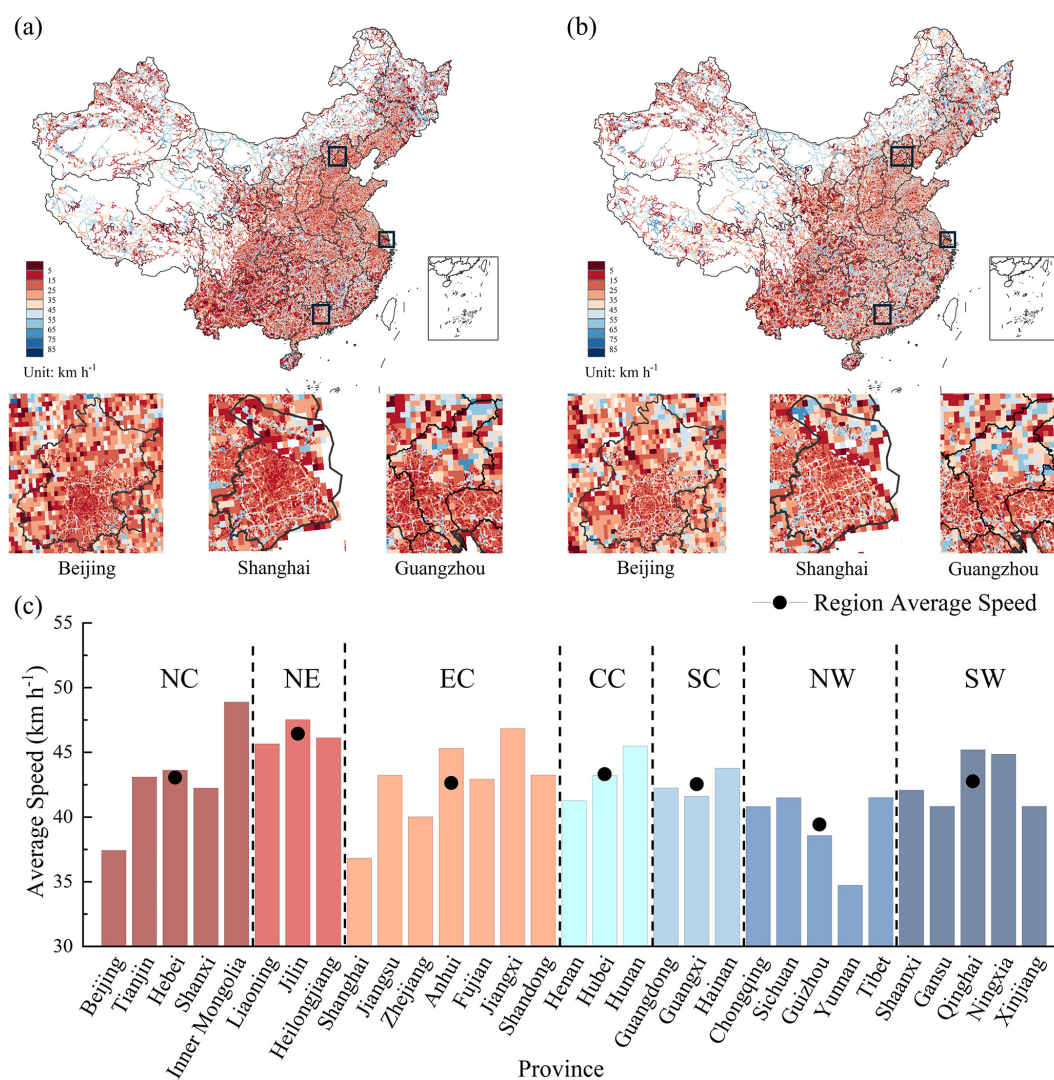 (a)
(b)
5
15
25
35
45
55
65
75
85
Unit: km h⁻¹
5
15
25
35
45
55
65
75
85
Unit: km h⁻¹
Beijing
Shanghai
Guangzhou
Beijing
Shanghai
Guangzhou
(c)
Region Average Speed
55
50
45
40
35
30
Average Speed (km h⁻¹)
NC
NE
EC
CC
SC
NW
SW
Beijing
Tianjin
Hebei
Shanxi
Inner Mongolia
Liaoning
Jilin
Heilongjiang
Shanghai
Jiangsu
Zhejiang
Anhui
Fujian
Jiangxi
Shandong
Henan
Hubei
Hunan
Guangdong
Guangxi
Hainan
Chongqing
Sichuan
Guizhou
Yunnan
Tibet
Shaanxi
Gansu
Qinghai
Ningxia
Xinjiang
Province